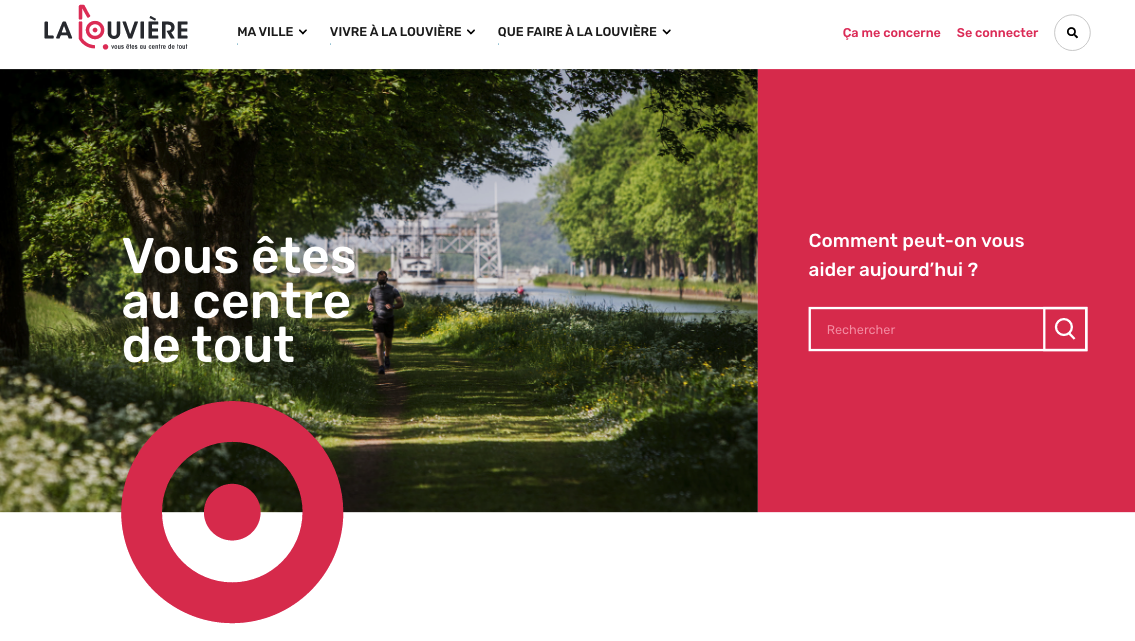 LA LOUVIÈRE
vous êtes au centre de tout
MA VILLE
VIVRE À LA LOUVIÈRE
QUE FAIRE À LA LOUVIÈRE
Ça me concerne
Se connecter
Vous êtes
au centre
de tout
Comment peut-on vous
aider aujourd’hui ?
Rechercher